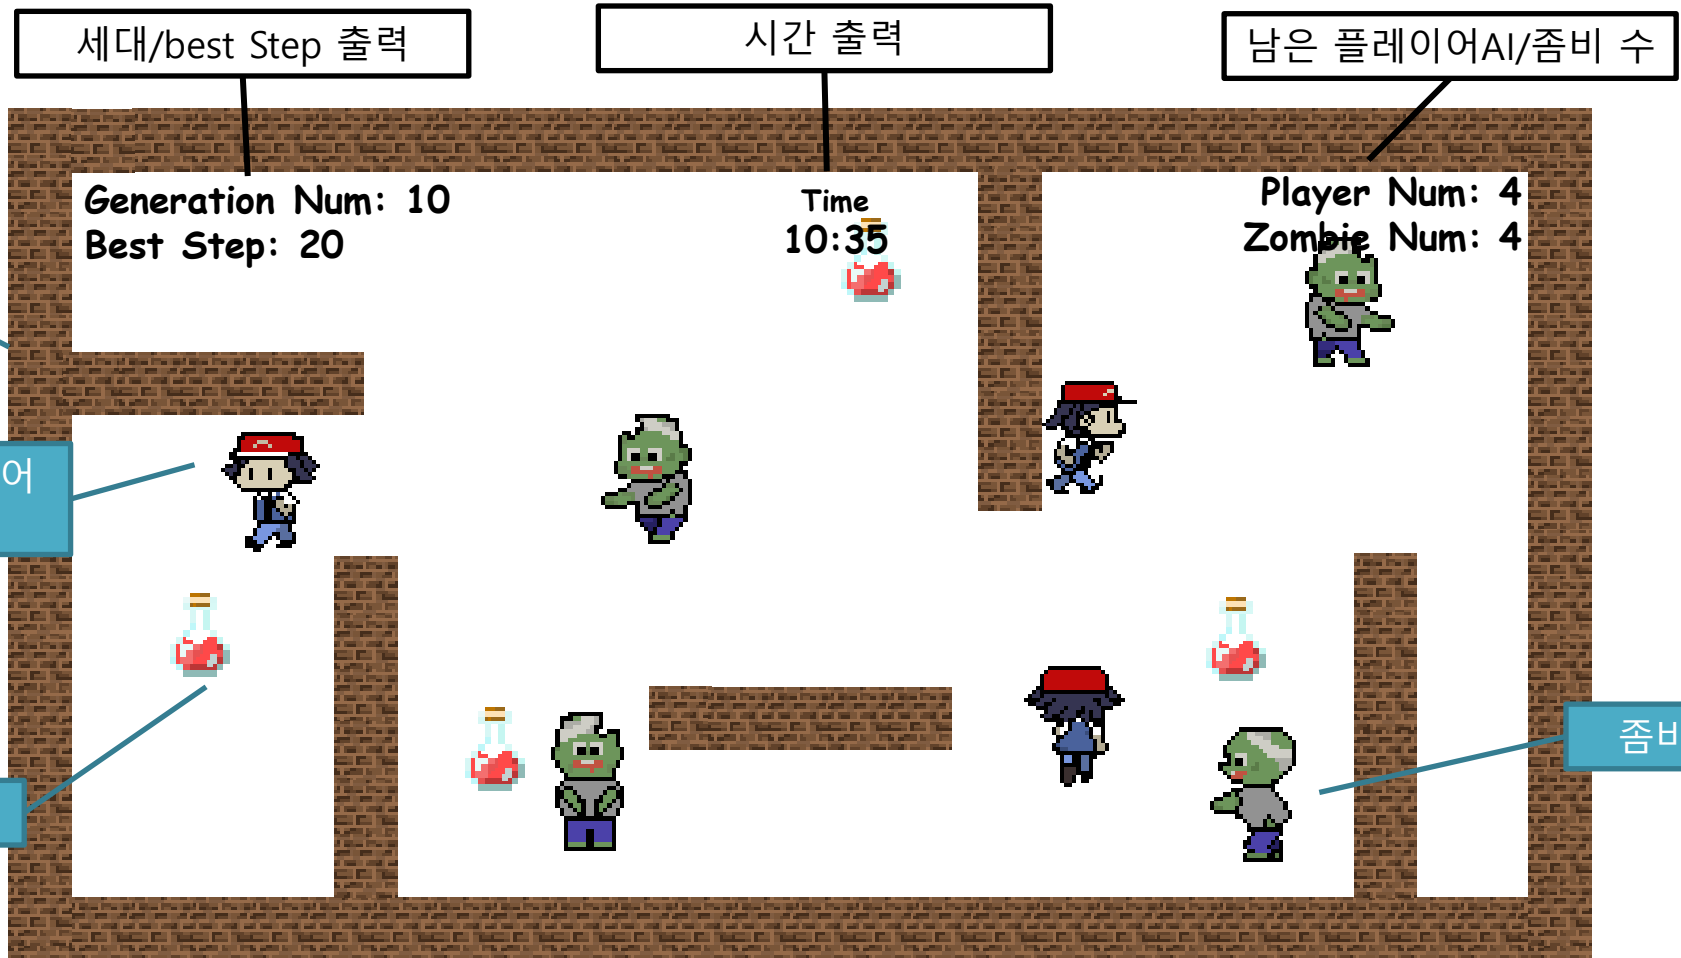 세대/best Step 출력
시간 출력
남은 플레이어AI/좀비 수
Generation Num: 10
Best Step: 20
Time
10:35
Player Num: 4
Zombie Num: 4
어
좀비